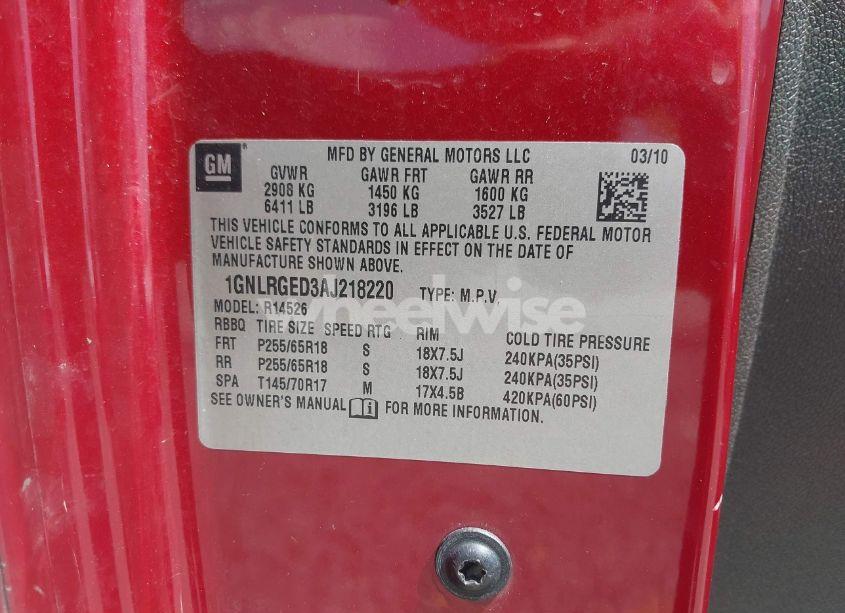 GM
MFD BY GENERAL MOTORS LLC 03/10
GVWR GAWR FRT GAWR RR
2908 KG 1450 KG 1600 KG
6411 LB 3196 LB 3527 LB
THIS VEHICLE CONFORMS TO ALL APPLICABLE U.S. FEDERAL MOTOR
VEHICLE SAFETY STANDARDS IN EFFECT ON THE DATE OF
MANUFACTURE SHOWN ABOVE.
1GNLRGED3AJ218220 TYPE: M.P.V.
MODEL: R14526
wheelwise
RBBQ TIRE SIZE SPEED RTG RIM COLD TIRE PRESSURE
FRT P255/65R18 S 18X7.5J 240KPA(35PSI)
RR P255/65R18 S 18X7.5J 240KPA(35PSI)
SPA T145/70R17 M 17X4.5B 420KPA(60PSI)
SEE OWNER'S MANUAL FOR MORE INFORMATION.